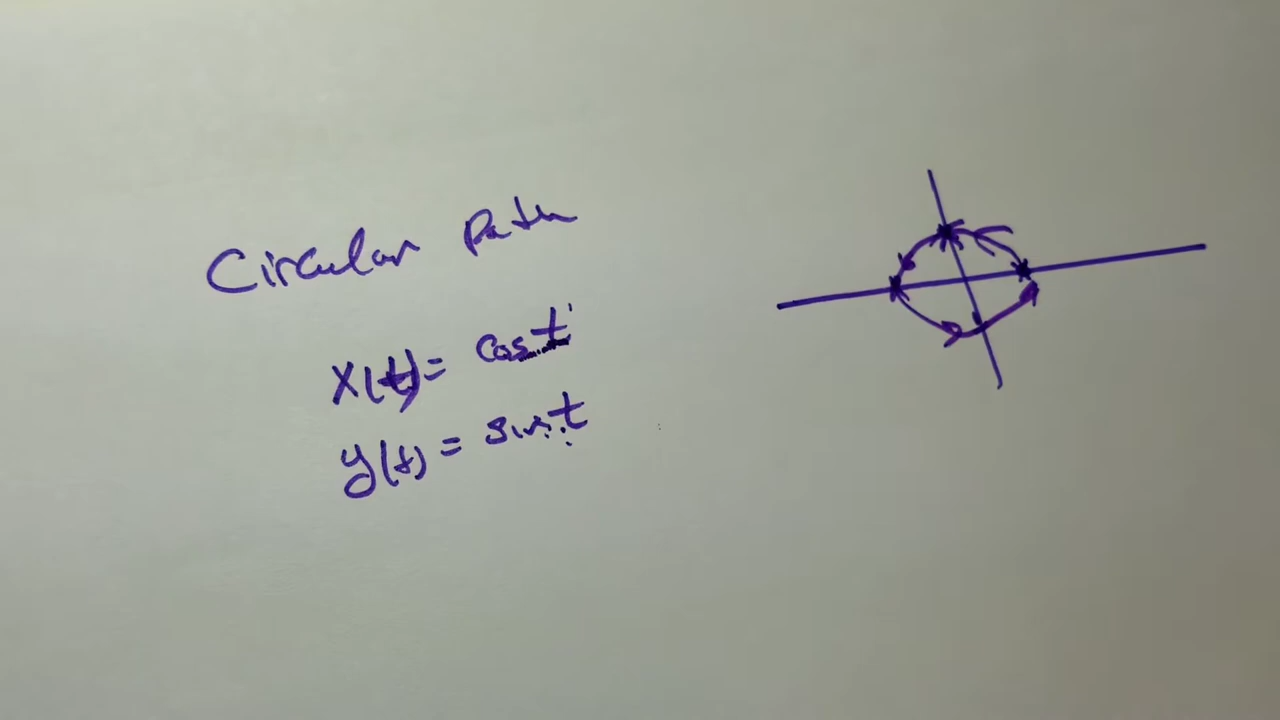 Circular Path
x(t) = cos t
y(t) = sin t